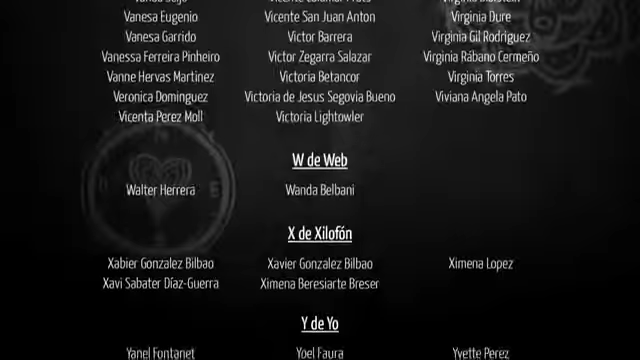 Vanesa Eugenio Vicente San Juan Anton Virginia Dure
Vanesa Garrido Victor Barrera Virginia Gil Rodriguez
Vanessa Ferreira Pinheiro Victor Zegarra Salazar Virginia Rábano Cermeño
Vanne Hervas Martinez Victoria Betancor Virginia Torres
Veronica Dominguez Victoria de Jesus Segovia Bueno Viviana Angela Pato
Vicenta Perez Moll Victoria Lightowler
W de Web
Walter Herrera Wanda Belbani
X de Xilofón
Xabier Gonzalez Bilbao Xavier Gonzalez Bilbao Ximena Lopez
Xavi Sabater Díaz-Guerra Ximena Beresiarte Breser
Y de Yo
Yanel Fontanet Yoel Faura Yvette Perez